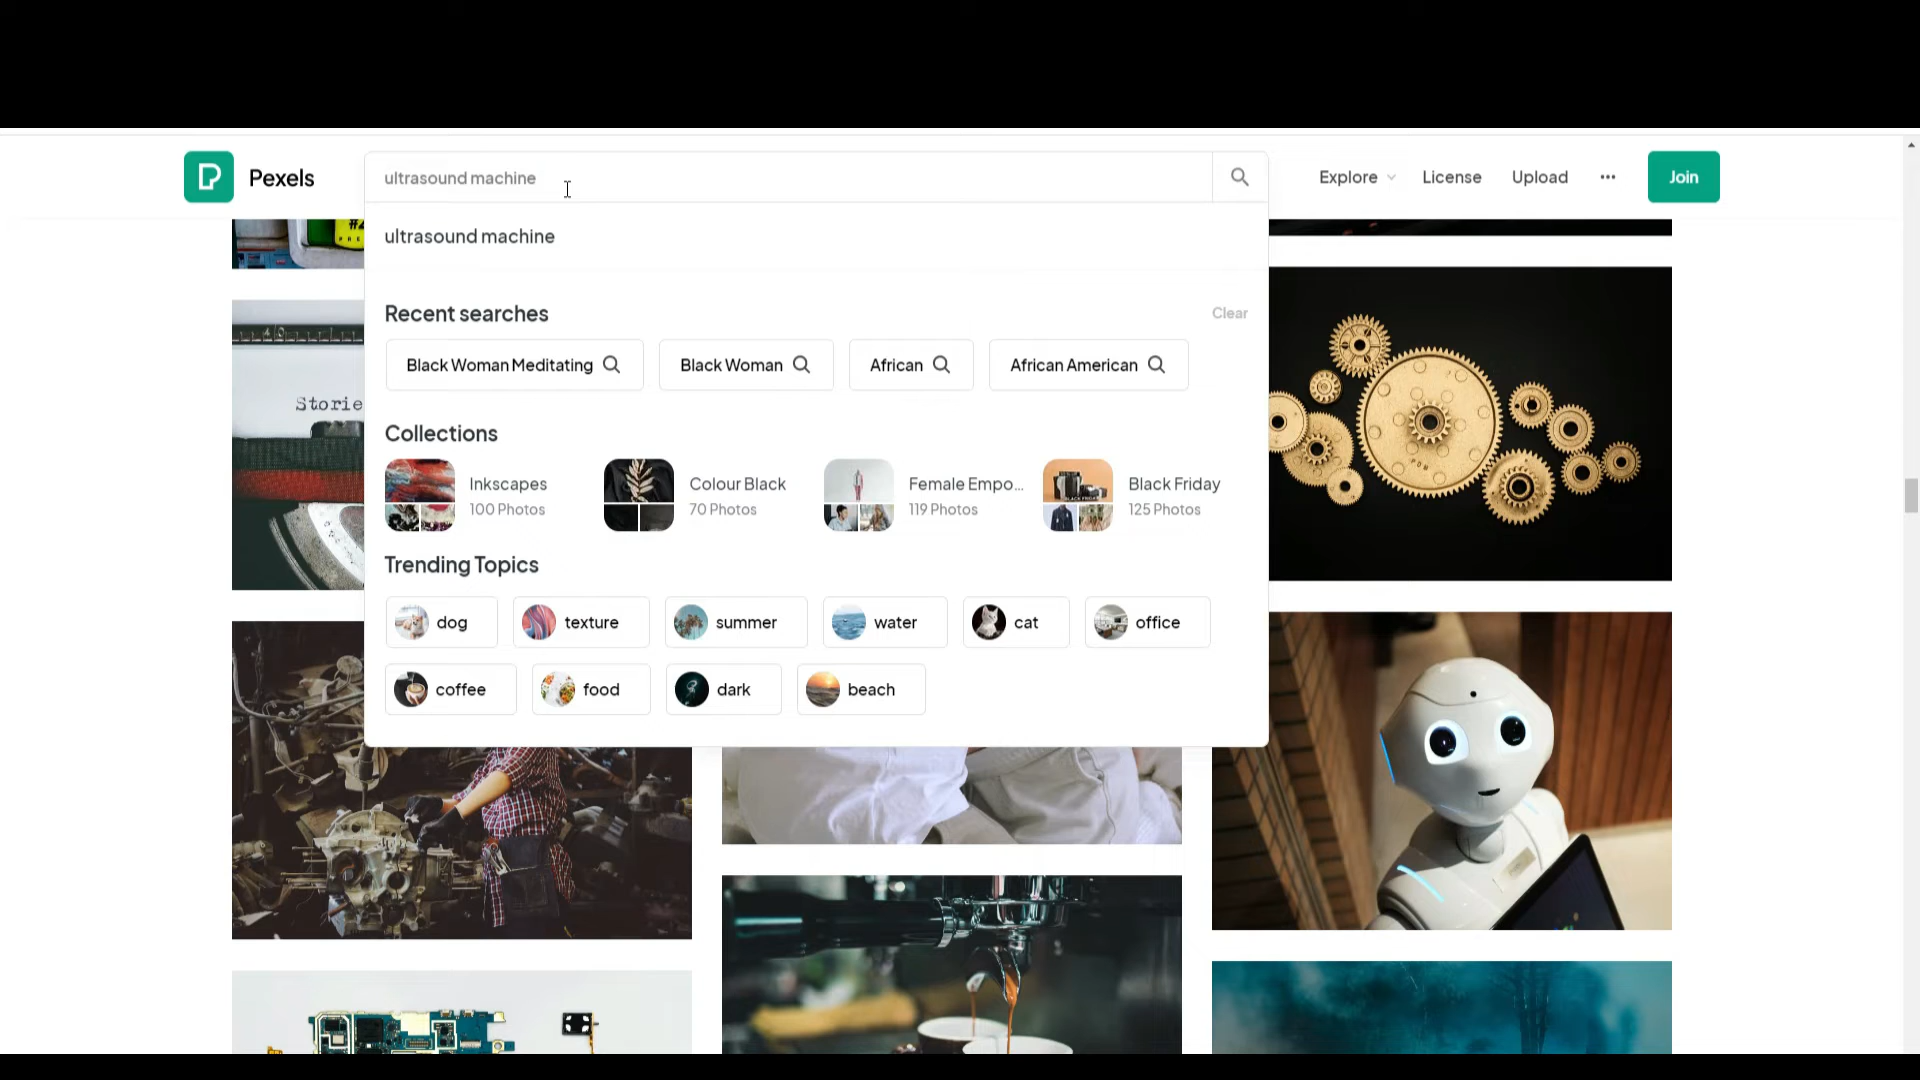 Pexels
ultrasound machine
Explore
License
Upload
Join
ultrasound machine
Recent searches
Clear
Black Woman Meditating
Black Woman
African
African American
Collections
Inkscapes
100 Photos
Colour Black
70 Photos
Female Empo...
119 Photos
Black Friday
125 Photos
Trending Topics
dog
texture
summer
water
cat
office
coffee
food
dark
beach
Storie